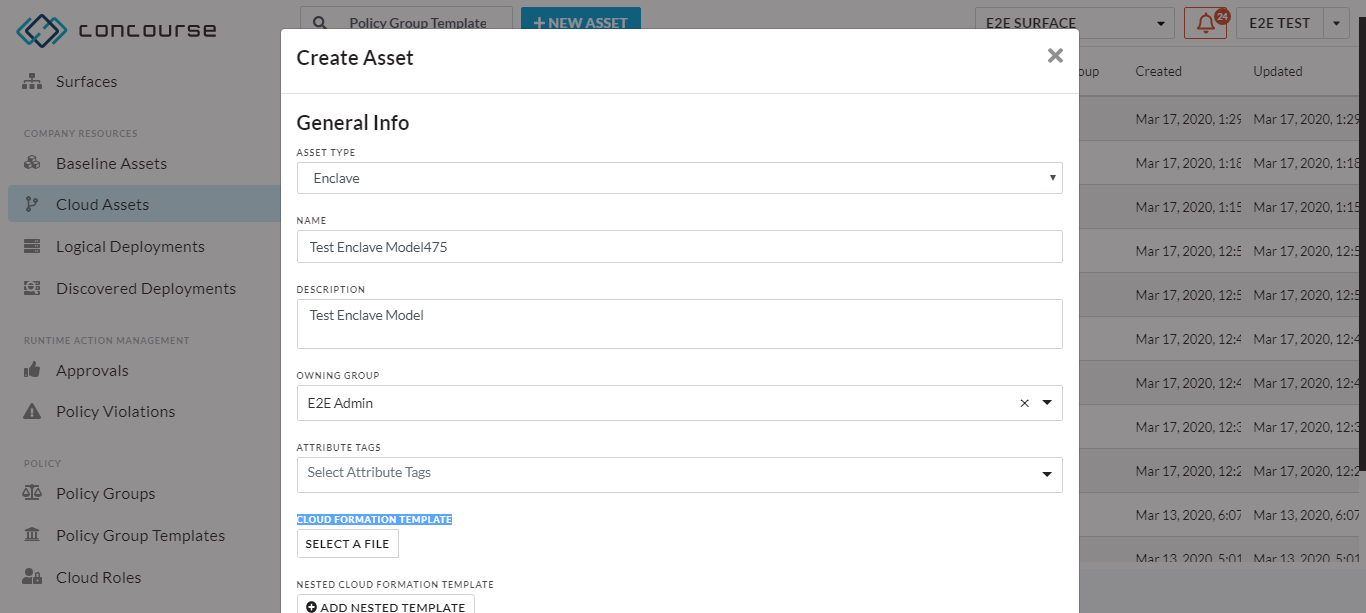 concourse
Policy Group Template
+ NEW ASSET
E2E SURFACE
24
E2E TEST
Surfaces
COMPANY RESOURCES
Baseline Assets
Cloud Assets
Logical Deployments
Discovered Deployments
RUNTIME ACTION MANAGEMENT
Approvals
Policy Violations
POLICY
Policy Groups
Policy Group Templates
Cloud Roles
Create Asset
General Info
ASSET TYPE
Enclave
NAME
Test Enclave Model475
DESCRIPTION
Test Enclave Model
OWNING GROUP
E2E Admin
ATTRIBUTE TAGS
Select Attribute Tags
CLOUD FORMATION TEMPLATE
SELECT A FILE
NESTED CLOUD FORMATION TEMPLATE
ADD NESTED TEMPLATE
oup Created Updated
Mar 17, 2020, 1:29 Mar 17, 2020, 1:29
Mar 17, 2020, 1:18 Mar 17, 2020, 1:18
Mar 17, 2020, 1:15 Mar 17, 2020, 1:15
Mar 17, 2020, 12:5 Mar 17, 2020, 12:5
Mar 17, 2020, 12:5 Mar 17, 2020, 12:5
Mar 17, 2020, 12:4 Mar 17, 2020, 12:4
Mar 17, 2020, 12:4 Mar 17, 2020, 12:4
Mar 17, 2020, 12:3 Mar 17, 2020, 12:3
Mar 17, 2020, 12:2 Mar 17, 2020, 12:2
Mar 13, 2020, 6:07 Mar 13, 2020, 6:07
Mar 13, 2020, 5:01 Mar 13, 2020, 5:01